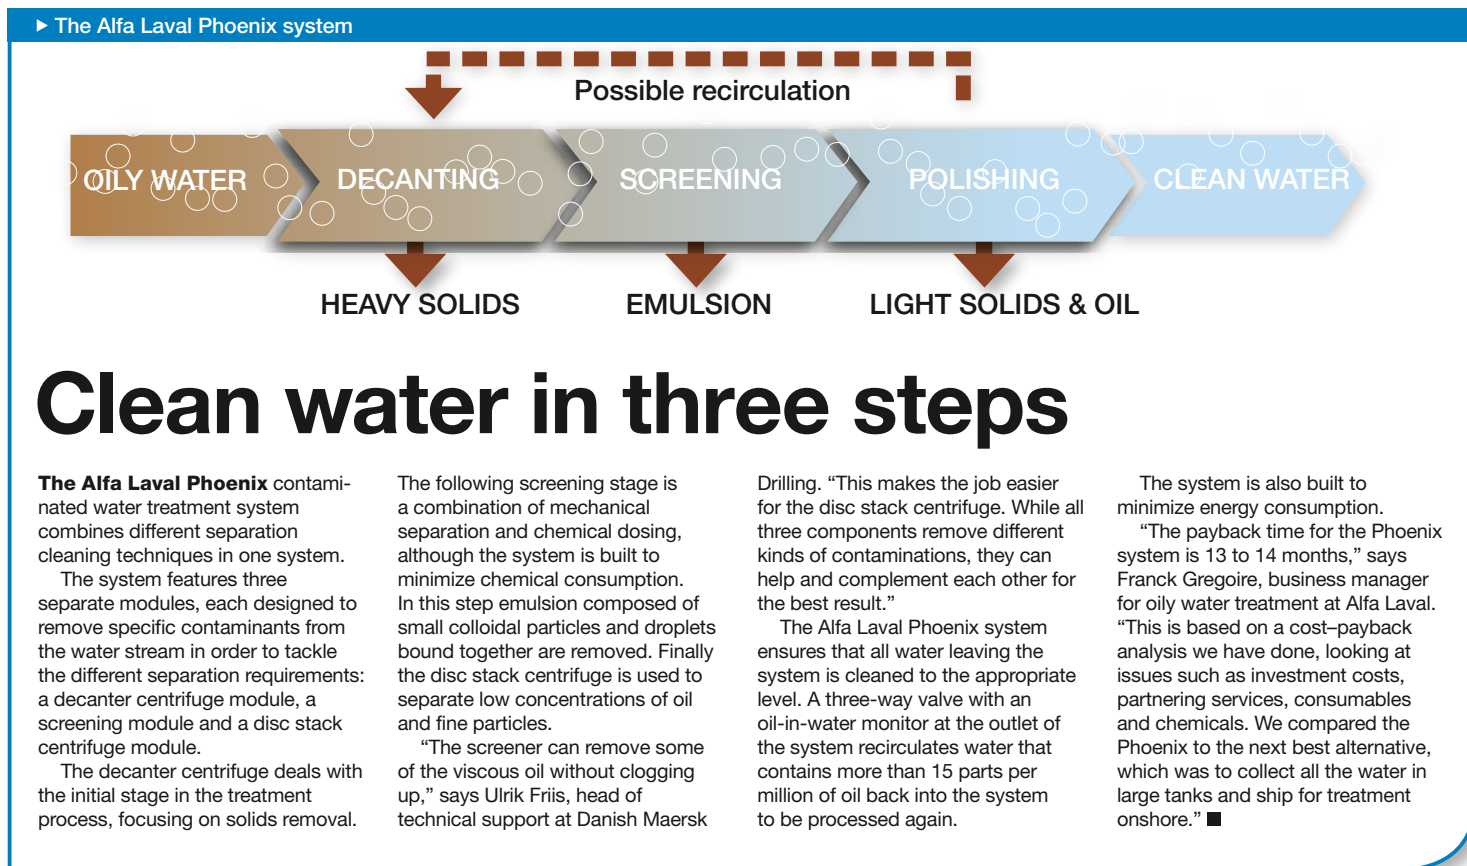 The Alfa Laval Phoenix system
Possible recirculation
OILY WATER
DECANTING
SCREENING
POLISHING
CLEAN WATER
HEAVY SOLIDS
EMULSION
LIGHT SOLIDS & OIL
Clean water in three steps
The Alfa Laval Phoenix contami-
nated water treatment system
combines different separation
cleaning techniques in one system.
The system features three
separate modules, each designed to
remove specific contaminants from
the water stream in order to tackle
the different separation requirements:
a decanter centrifuge module, a
screening module and a disc stack
centrifuge module.
The decanter centrifuge deals with
the initial stage in the treatment
process, focusing on solids removal.
The following screening stage is
a combination of mechanical
separation and chemical dosing,
although the system is built to
minimize chemical consumption.
In this step emulsion composed of
small colloidal particles and droplets
bound together are removed. Finally
the disc stack centrifuge is used to
separate low concentrations of oil
and fine particles.
“The screener can remove some
of the viscous oil without clogging
up,” says Ulrik Friis, head of
technical support at Danish Maersk
Drilling. “This makes the job easier
for the disc stack centrifuge. While all
three components remove different
kinds of contaminations, they can
help and complement each other for
the best result.”
The Alfa Laval Phoenix system
ensures that all water leaving the
system is cleaned to the appropriate
level. A three-way valve with an
oil-in-water monitor at the outlet of
the system recirculates water that
contains more than 15 parts per
million of oil back into the system
to be processed again.
The system is also built to
minimize energy consumption.
“The payback time for the Phoenix
system is 13 to 14 months,” says
Franck Gregoire, business manager
for oily water treatment at Alfa Laval.
“This is based on a cost–payback
analysis we have done, looking at
issues such as investment costs,
partnering services, consumables
and chemicals. We compared the
Phoenix to the next best alternative,
which was to collect all the water in
large tanks and ship for treatment
onshore.” ■